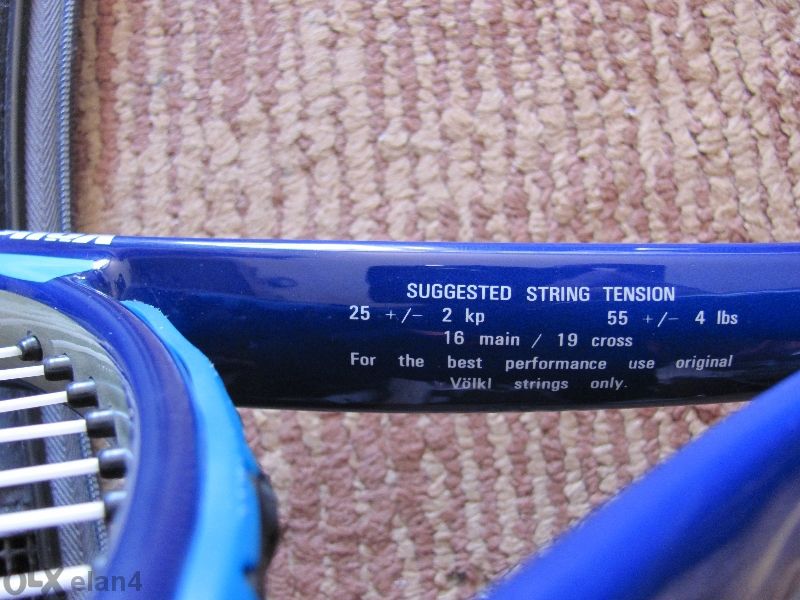 SUGGESTED STRING TENSION
25 +/- 2 kp 55 +/- 4 lbs
16 main / 19 cross
For the best performance use original
Völkl strings only.
OLX elan4